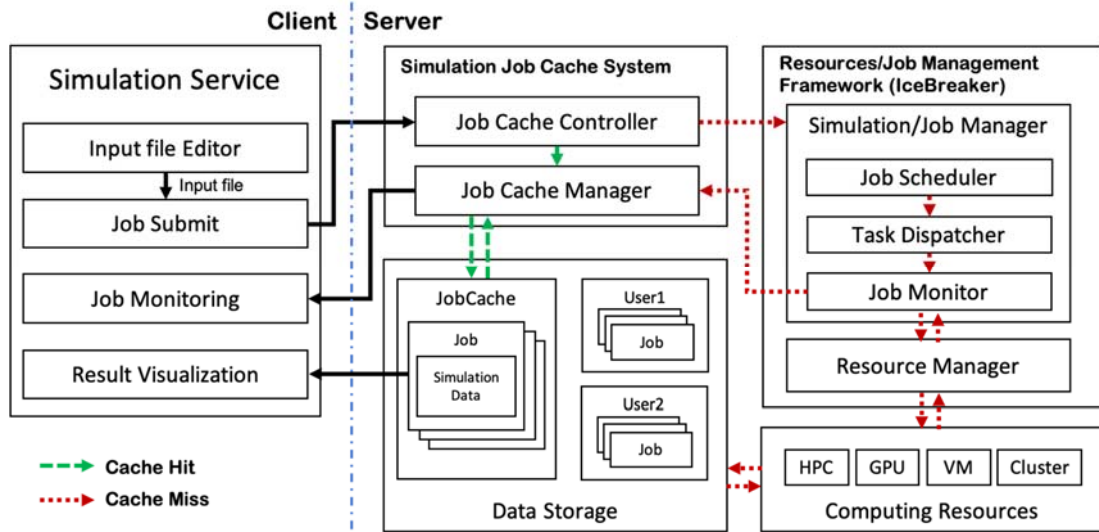 Client
Server
Simulation Service
Input file Editor
Input file
Job Submit
Job Monitoring
Result Visualization
Cache Hit
Cache Miss
Simulation Job Cache System
Job Cache Controller
Job Cache Manager
JobCache
Job
Simulation
Data
User1
Job
User2
Job
Data Storage
Resources/Job Management
Framework (IceBreaker)
Simulation/Job Manager
Job Scheduler
Task Dispatcher
Job Monitor
Resource Manager
HPC
GPU
VM
Cluster
Computing Resources